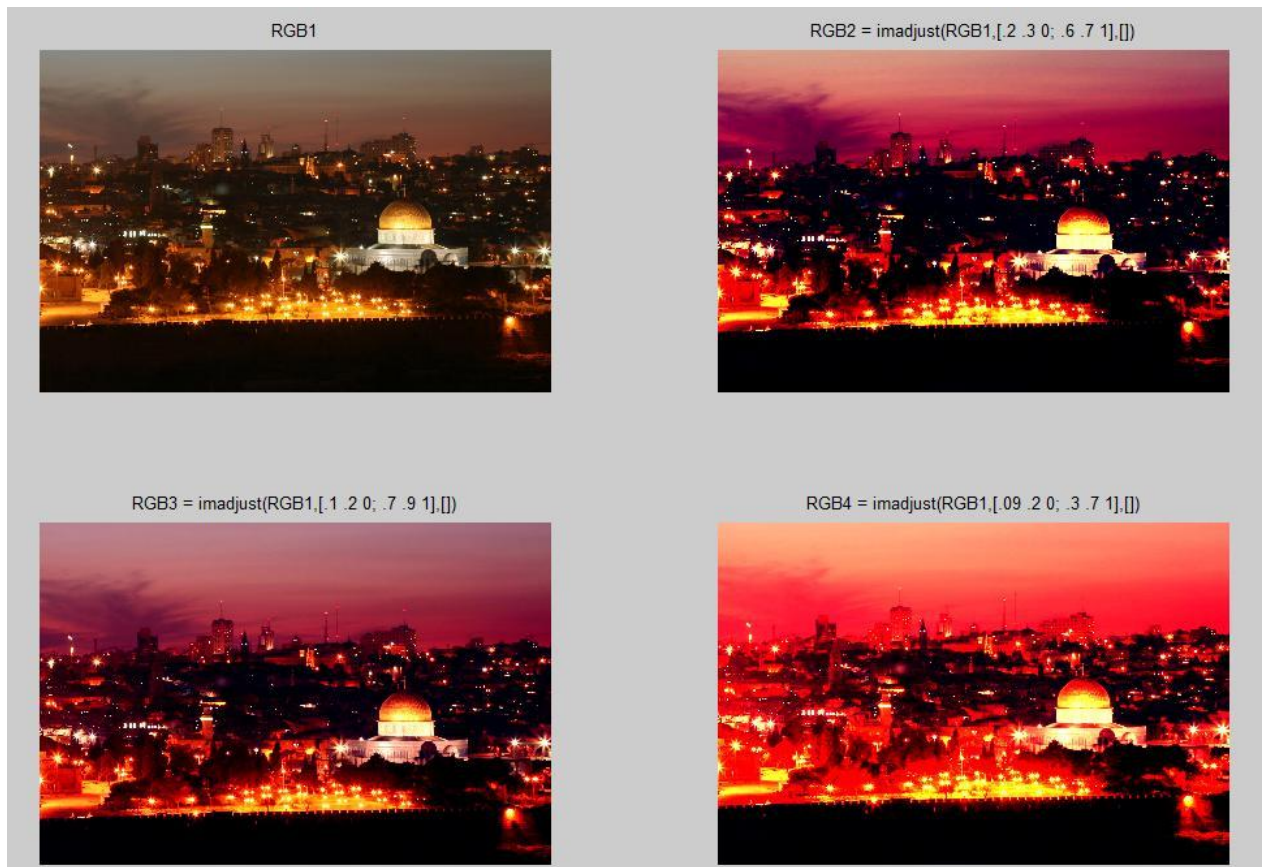 RGB1
RGB2 = imadjust(RGB1,[.2 .3 0; .6 .7 1],[])
RGB3 = imadjust(RGB1,[.1 .2 0; .7 .9 1],[])
RGB4 = imadjust(RGB1,[.09 .2 0; .3 .7 1],[])